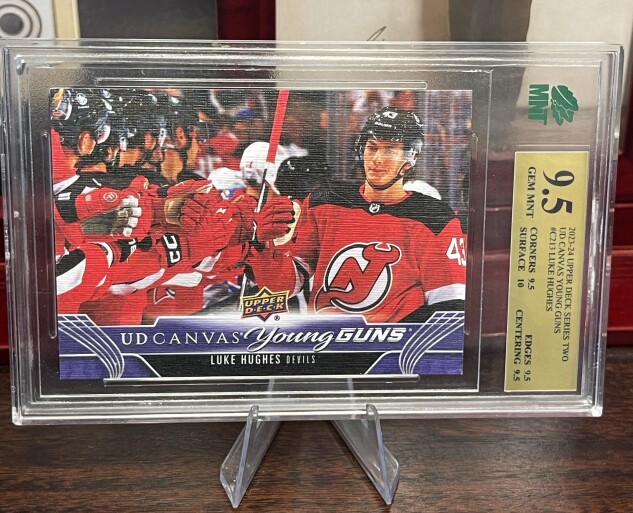 MNT
9.5
GEM MNT
2023-24 UPPER DECK SERIES TWO
UD CANVAS YOUNG GUNS
#C213 LUKE HUGHES
CORNERS 9.5
EDGES 9.5
SURFACE 10
CENTERING 9.5
43
43
UPPER
DECK
UD CANVAS Young GUNS
LUKE HUGHES DEVILS